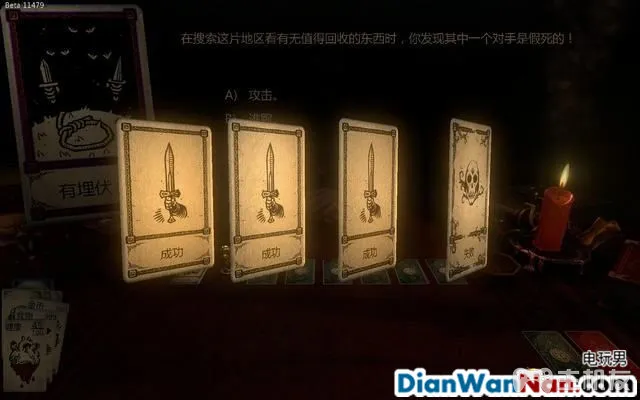 Beta 11479
在搜索这片地区看有无值得回收的东西时，你发现其中一个对手是假死的！
A） 攻击。
有埋伏
成功
成功
成功
失败
电玩男
DianWanNan.com